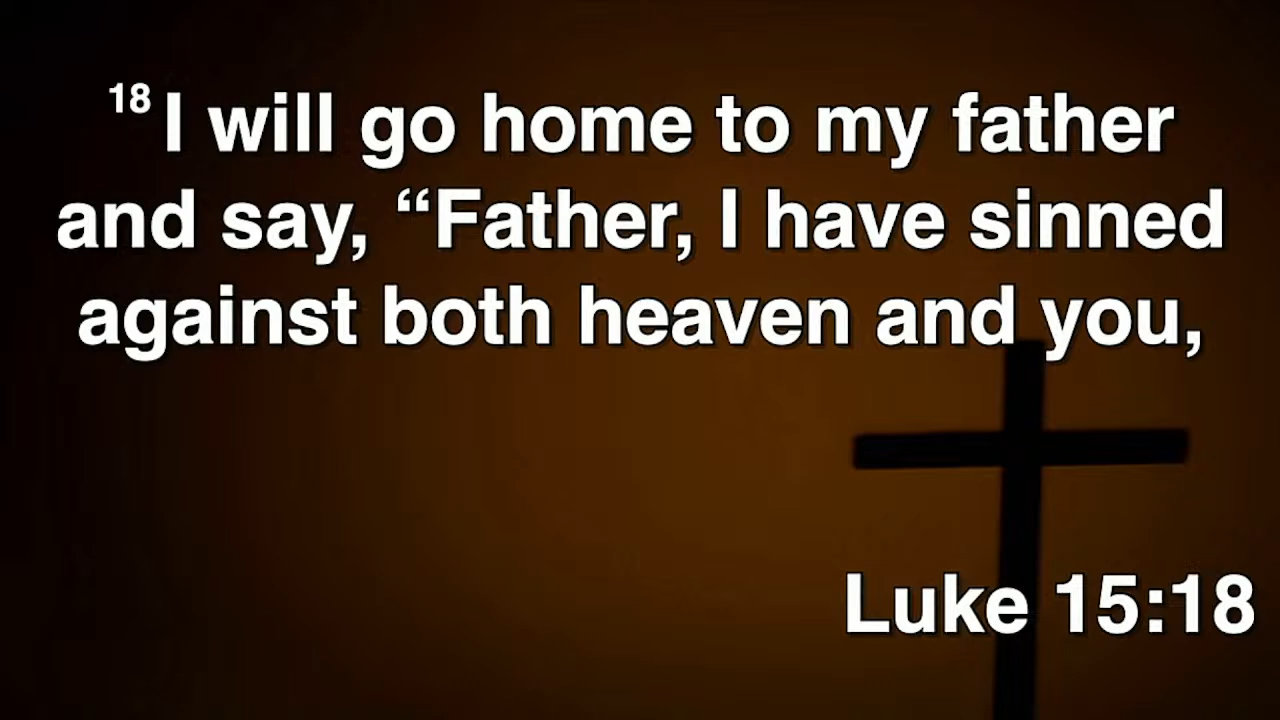 18 I will go home to my father
and say, “Father, I have sinned
against both heaven and you,
Luke 15:18